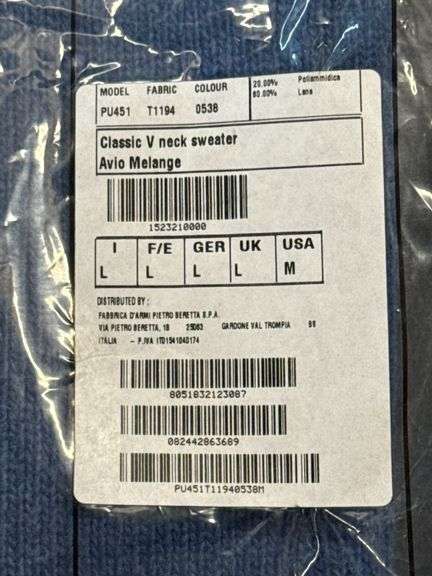 MODEL FABRIC COLOUR
PU451 T1194 0538
20.00% Poliammidica
80.00% Lana
Classic V neck sweater
Avio Melange
1523210000
I F/E GER UK USA
L L L L M
DISTRIBUTED BY :
FABBRICA D'ARMI PIETRO BERETTA S.P.A.
VIA PIETRO BERETTA, 18 25063 GARDONE VAL TROMPIA BS
ITALIA - P.IVA IT01541040174
8051832123087
082442863689
PU451T11940538M